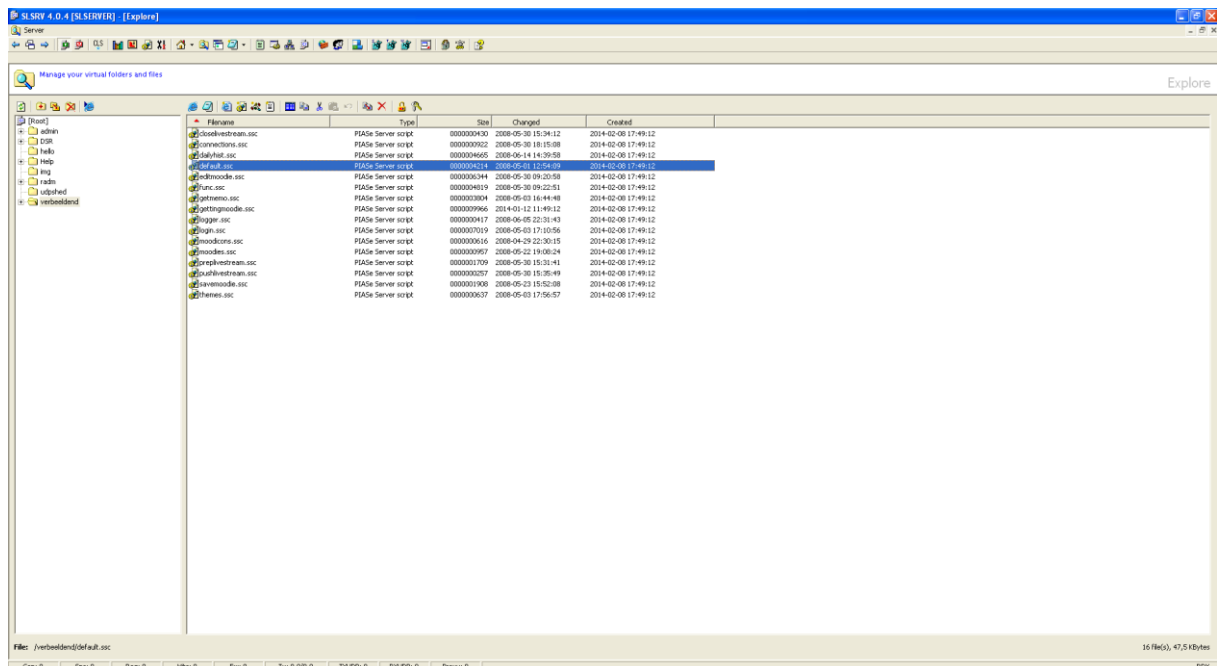 SLSRV 4.0.4 [SLSERVER] - [Explore]
Server
Manage your virtual folders and files
Explore
[Root]
admin
DSR
hello
Help
img
radm
udpshed
verbeeldend
Filename Type Size Changed Created
closelivestream.ssc PIASe Server script 0000000430 2008-05-30 15:34:12 2014-02-08 17:49:12
connections.ssc PIASe Server script 0000000922 2008-05-30 18:15:08 2014-02-08 17:49:12
dailyhist.ssc PIASe Server script 0000004665 2008-06-14 14:39:58 2014-02-08 17:49:12
default.ssc PIASe Server script 0000004214 2008-05-01 12:54:09 2014-02-08 17:49:12
editmoodie.ssc PIASe Server script 0000006344 2008-05-30 09:20:58 2014-02-08 17:49:12
func.ssc PIASe Server script 0000004819 2008-05-30 09:22:51 2014-02-08 17:49:12
getmemo.ssc PIASe Server script 0000003804 2008-05-03 16:44:48 2014-02-08 17:49:12
gettingmoodie.ssc PIASe Server script 0000009966 2014-01-12 11:49:12 2014-02-08 17:49:12
logger.ssc PIASe Server script 0000000417 2008-06-05 22:31:43 2014-02-08 17:49:12
login.ssc PIASe Server script 0000007019 2008-05-03 17:10:56 2014-02-08 17:49:12
moodicons.ssc PIASe Server script 0000000616 2008-04-29 22:30:15 2014-02-08 17:49:12
moodies.ssc PIASe Server script 0000000957 2008-05-22 19:08:24 2014-02-08 17:49:12
preplivestream.ssc PIASe Server script 0000001709 2008-05-30 15:31:41 2014-02-08 17:49:12
pushlivestream.ssc PIASe Server script 0000000257 2008-05-30 15:35:49 2014-02-08 17:49:12
savemoodie.ssc PIASe Server script 0000001908 2008-05-23 15:52:08 2014-02-08 17:49:12
themes.ssc PIASe Server script 0000000637 2008-05-03 17:56:57 2014-02-08 17:49:12
File: /verbeeldend/default.ssc
16 file(s), 47,5 KBytes